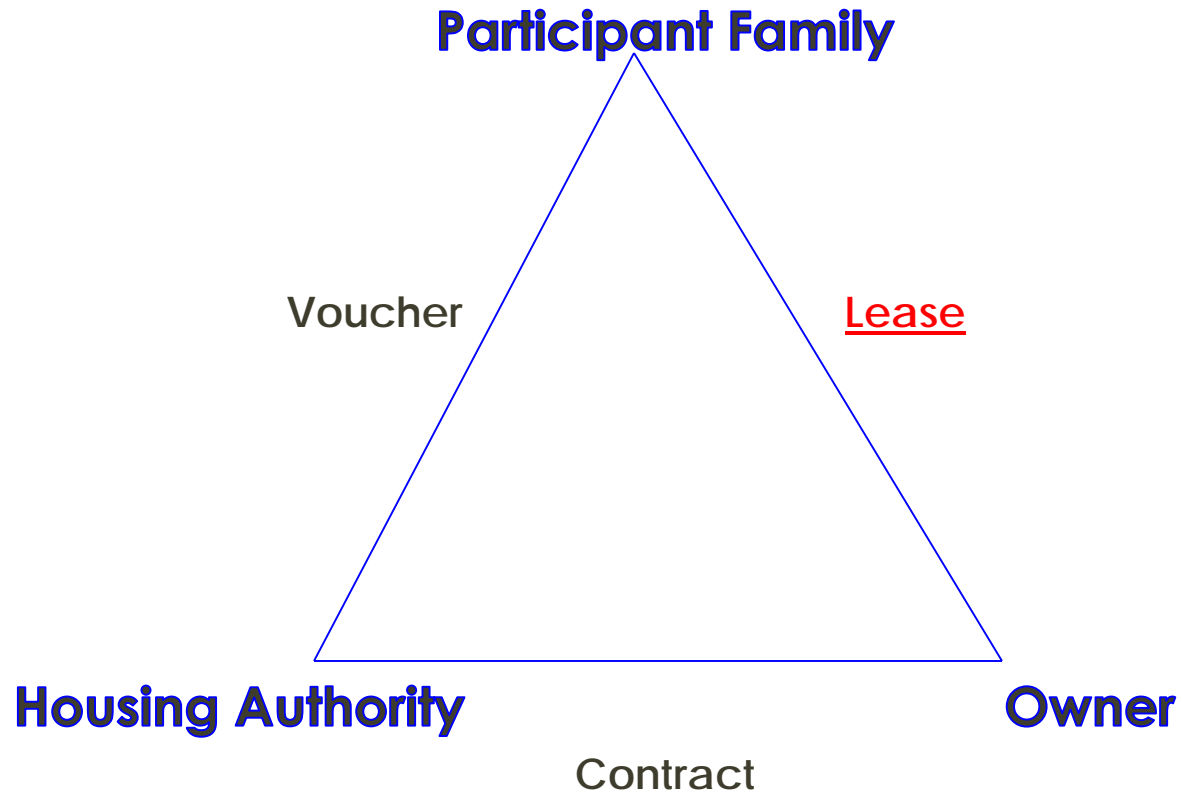 Participant Family
Voucher
Lease
Housing Authority
Owner
Contract